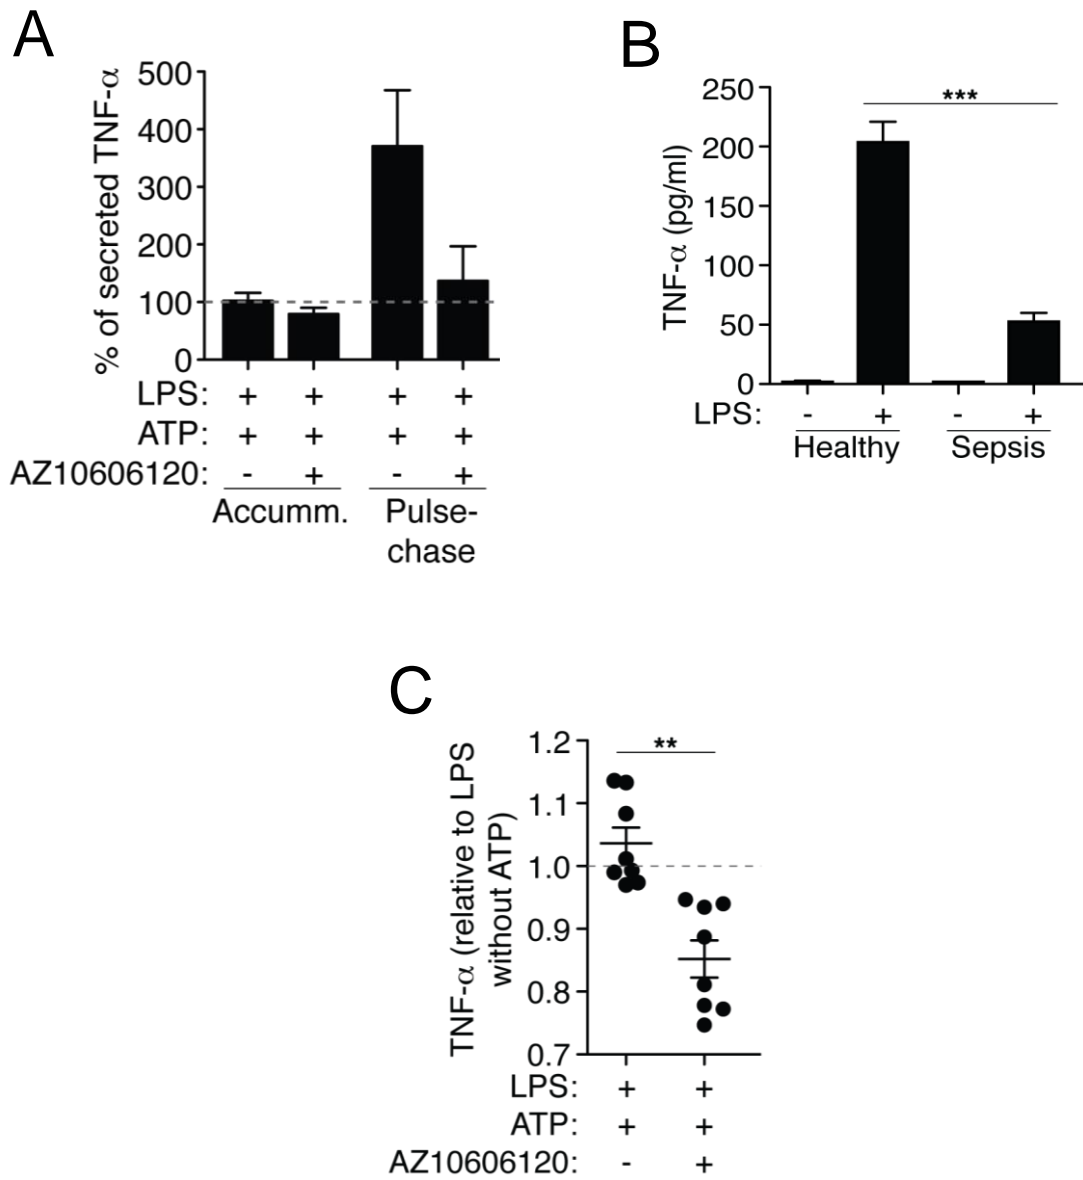 A
% of secreted TNF-α
500
400
300
200
100
0
LPS: + + + +
ATP: + + + +
AZ10606120: - + - +
Accumm. Pulse-
chase
B
TNF-α (pg/ml)
250
200
150
100
50
0
***
LPS: - + - +
Healthy Sepsis
C
TNF-α (relative to LPS
without ATP)
1.2
1.1
1.0
0.9
0.8
0.7
**
LPS: + +
ATP: + +
AZ10606120: - +